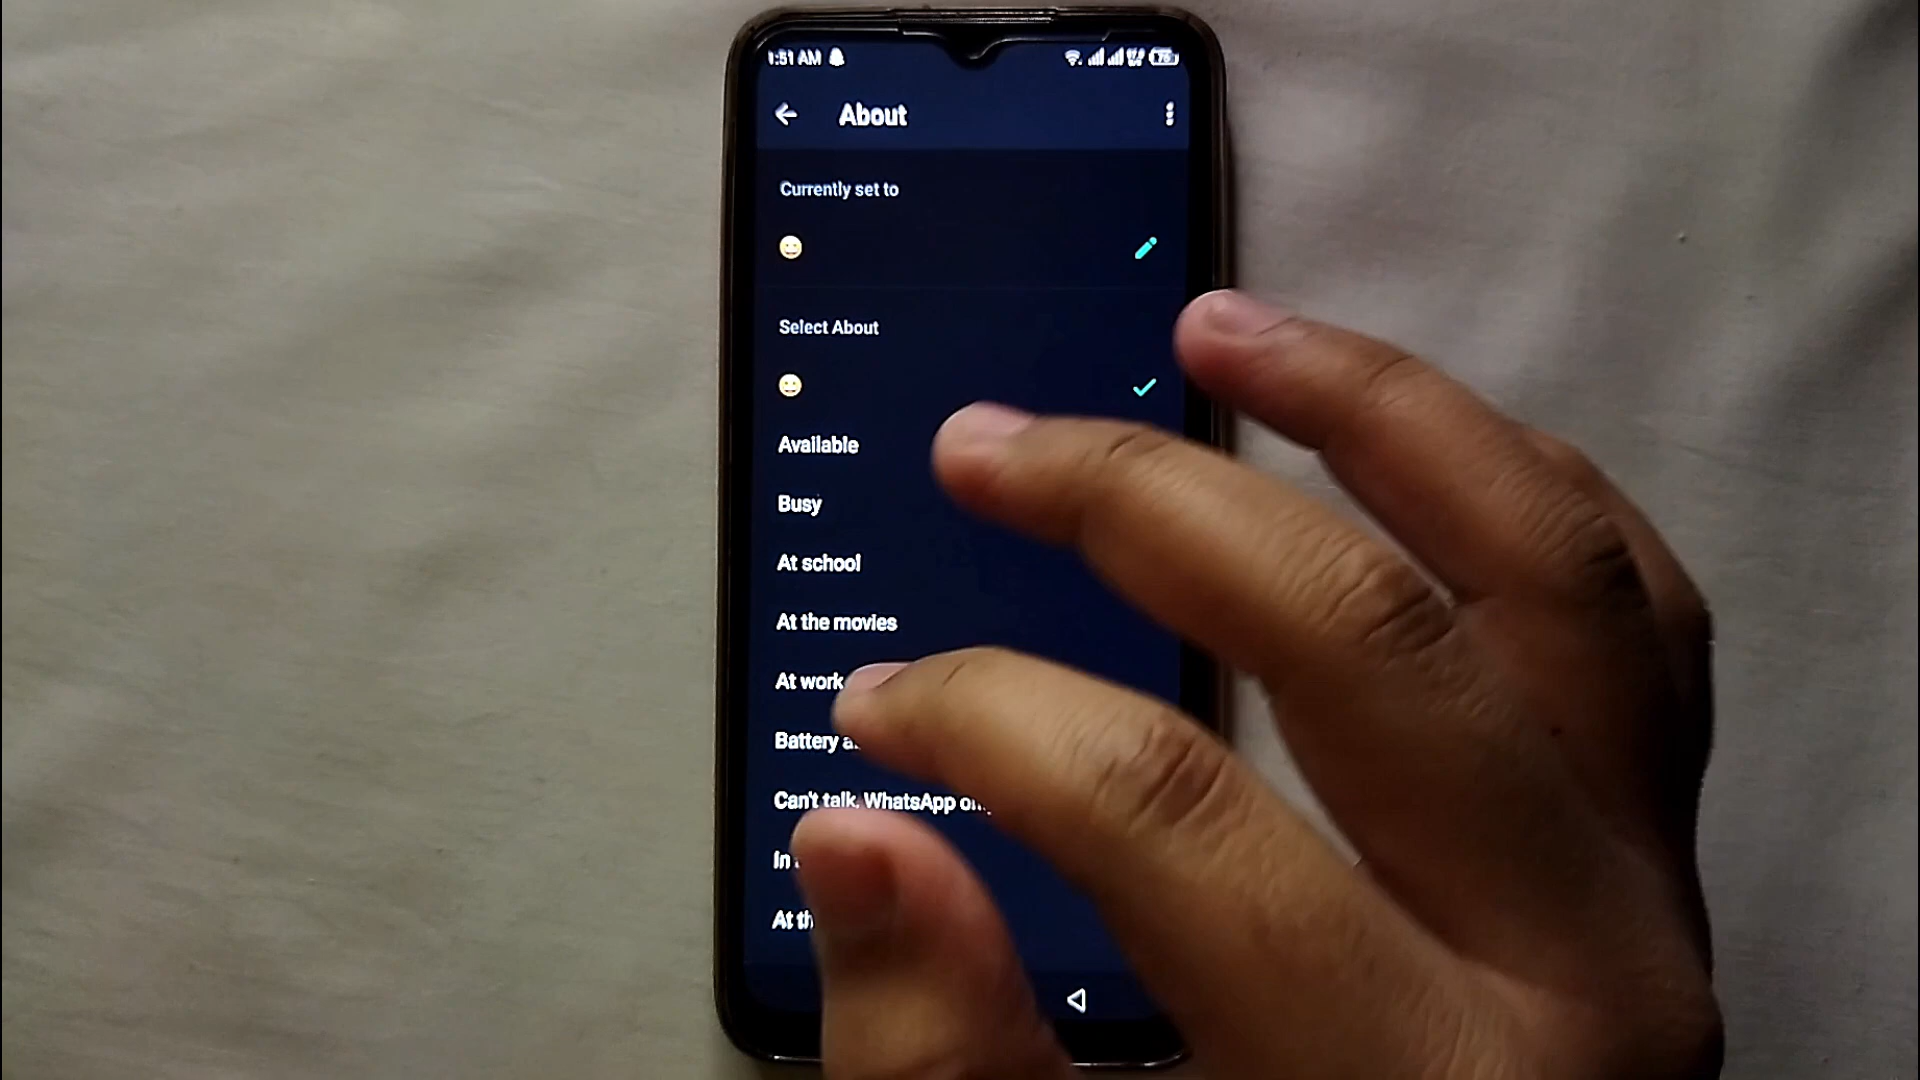 1:51 AM
About
Currently set to
😀
Select About
😀
Available
Busy
At school
At the movies
At work
Battery
Can't talk, WhatsApp
In
At